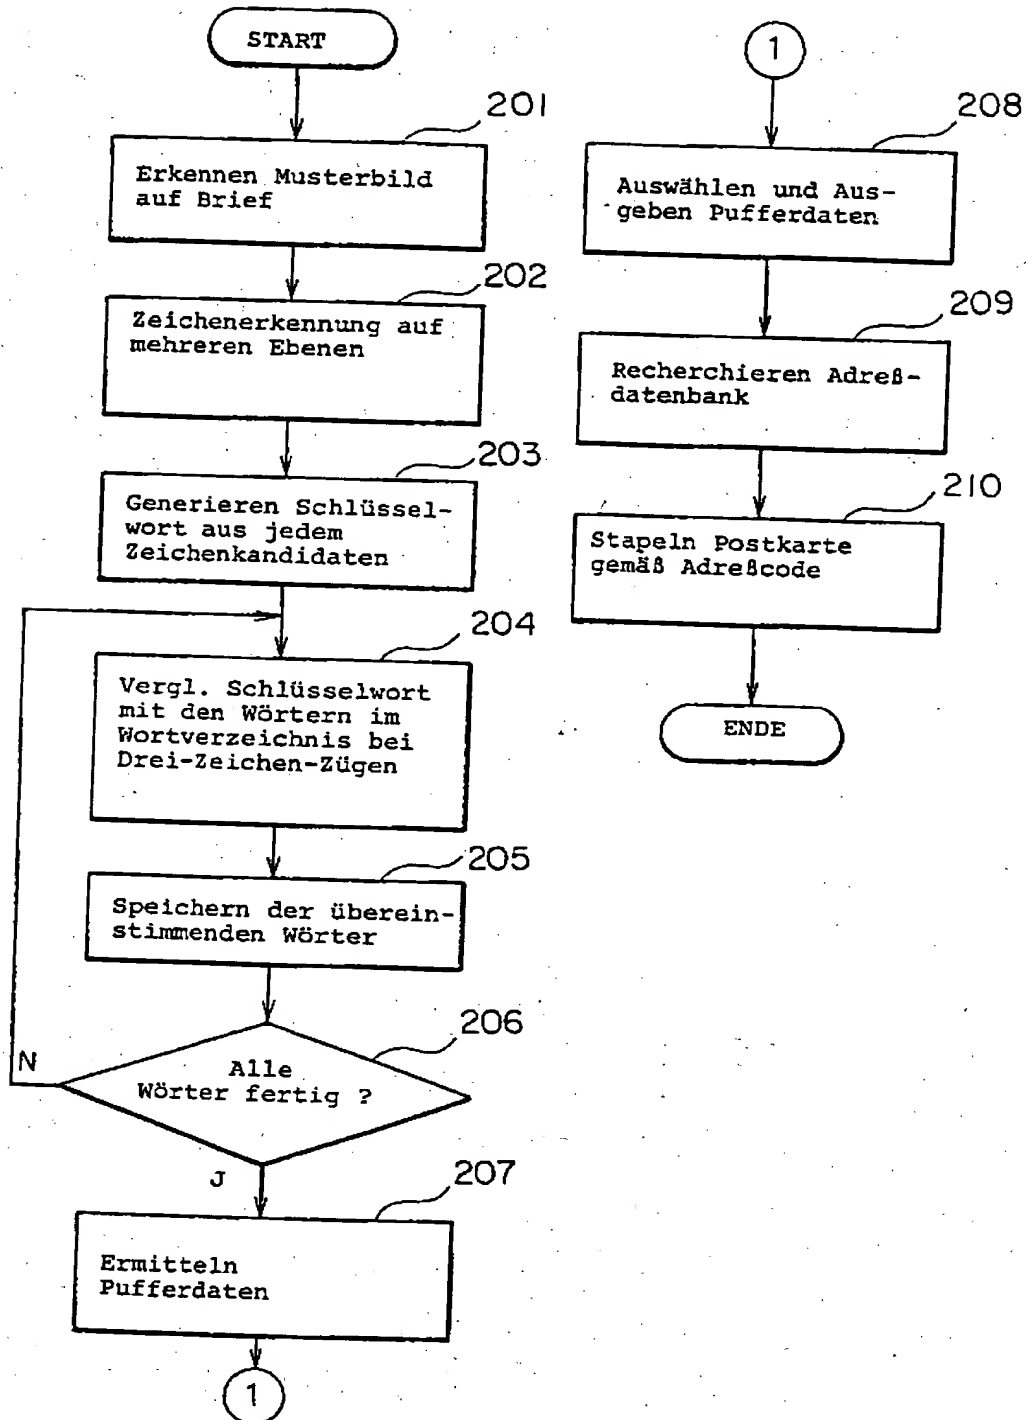 START
201
Erkennen Musterbild
auf Brief
202
Zeichenerkennung auf
mehreren Ebenen
203
Generieren Schlüssel-
wort aus jedem
Zeichenkandidaten
204
Vergl. Schlüsselwort
mit den Wörtern im
Wortverzeichnis bei
Drei-Zeichen-Zügen
205
Speichern der überein-
stimmenden Wörter
206
Alle
Wörter fertig ?
N
J
207
Ermitteln
Pufferdaten
1
1
208
Auswählen und Aus-
geben Pufferdaten
209
Recherchieren Adreß-
datenbank
210
Stapeln Postkarte
gemäß Adreßcode
ENDE